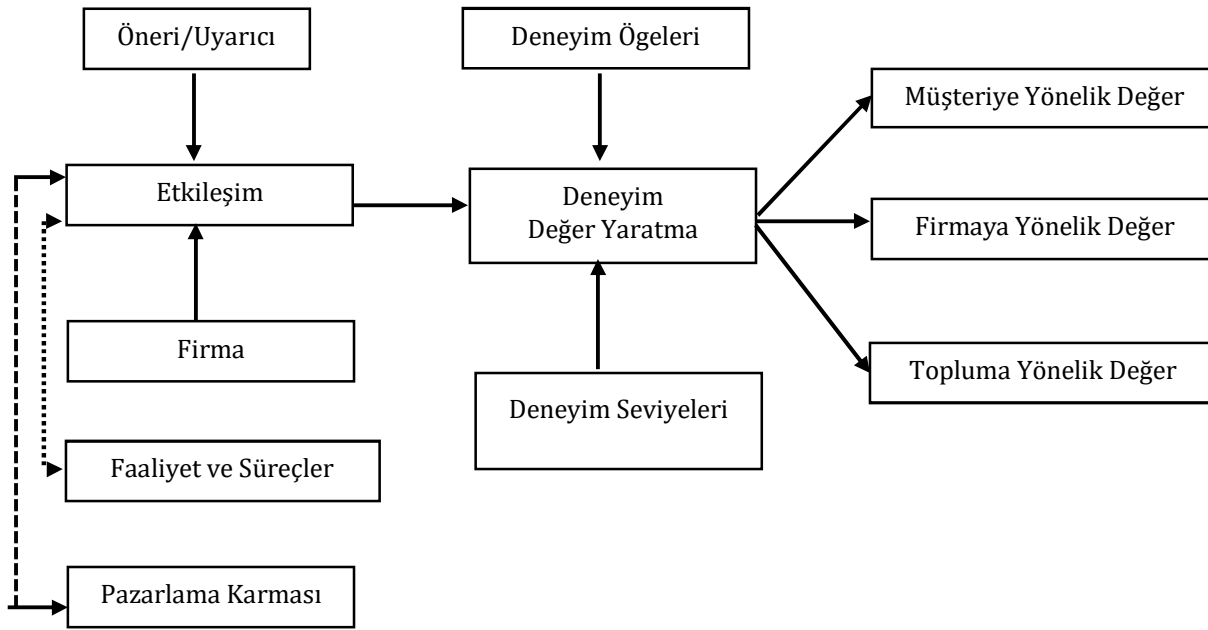 Öneri/Uyarıcı
Deneyim Ögeleri
Müşteriye Yönelik Değer
Etkileşim
Deneyim
Değer Yaratma
Firmaya Yönelik Değer
Firma
Topluma Yönelik Değer
Deneyim Seviyeleri
Faaliyet ve Süreçler
Pazarlama Karması